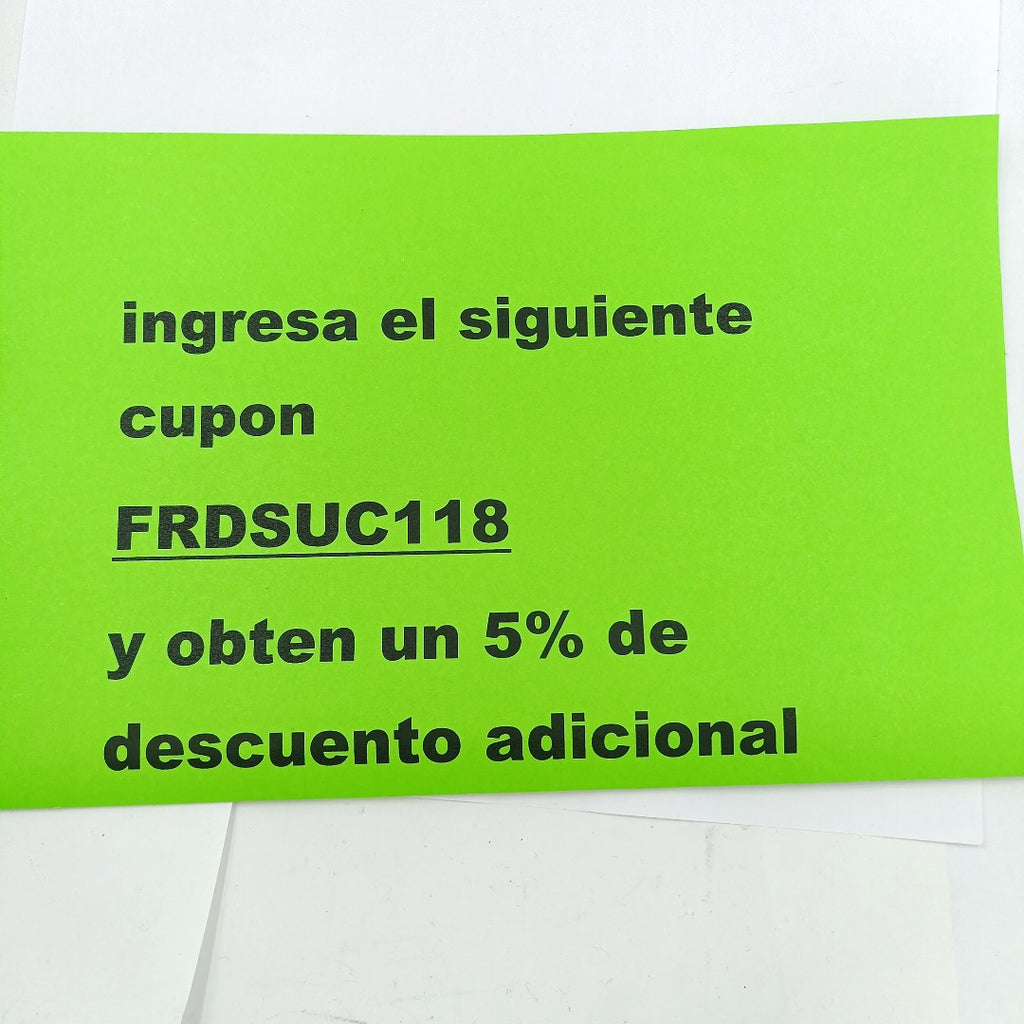 ingresa el siguiente
cupon
FRDSUC118
y obten un 5% de
descuento adicional